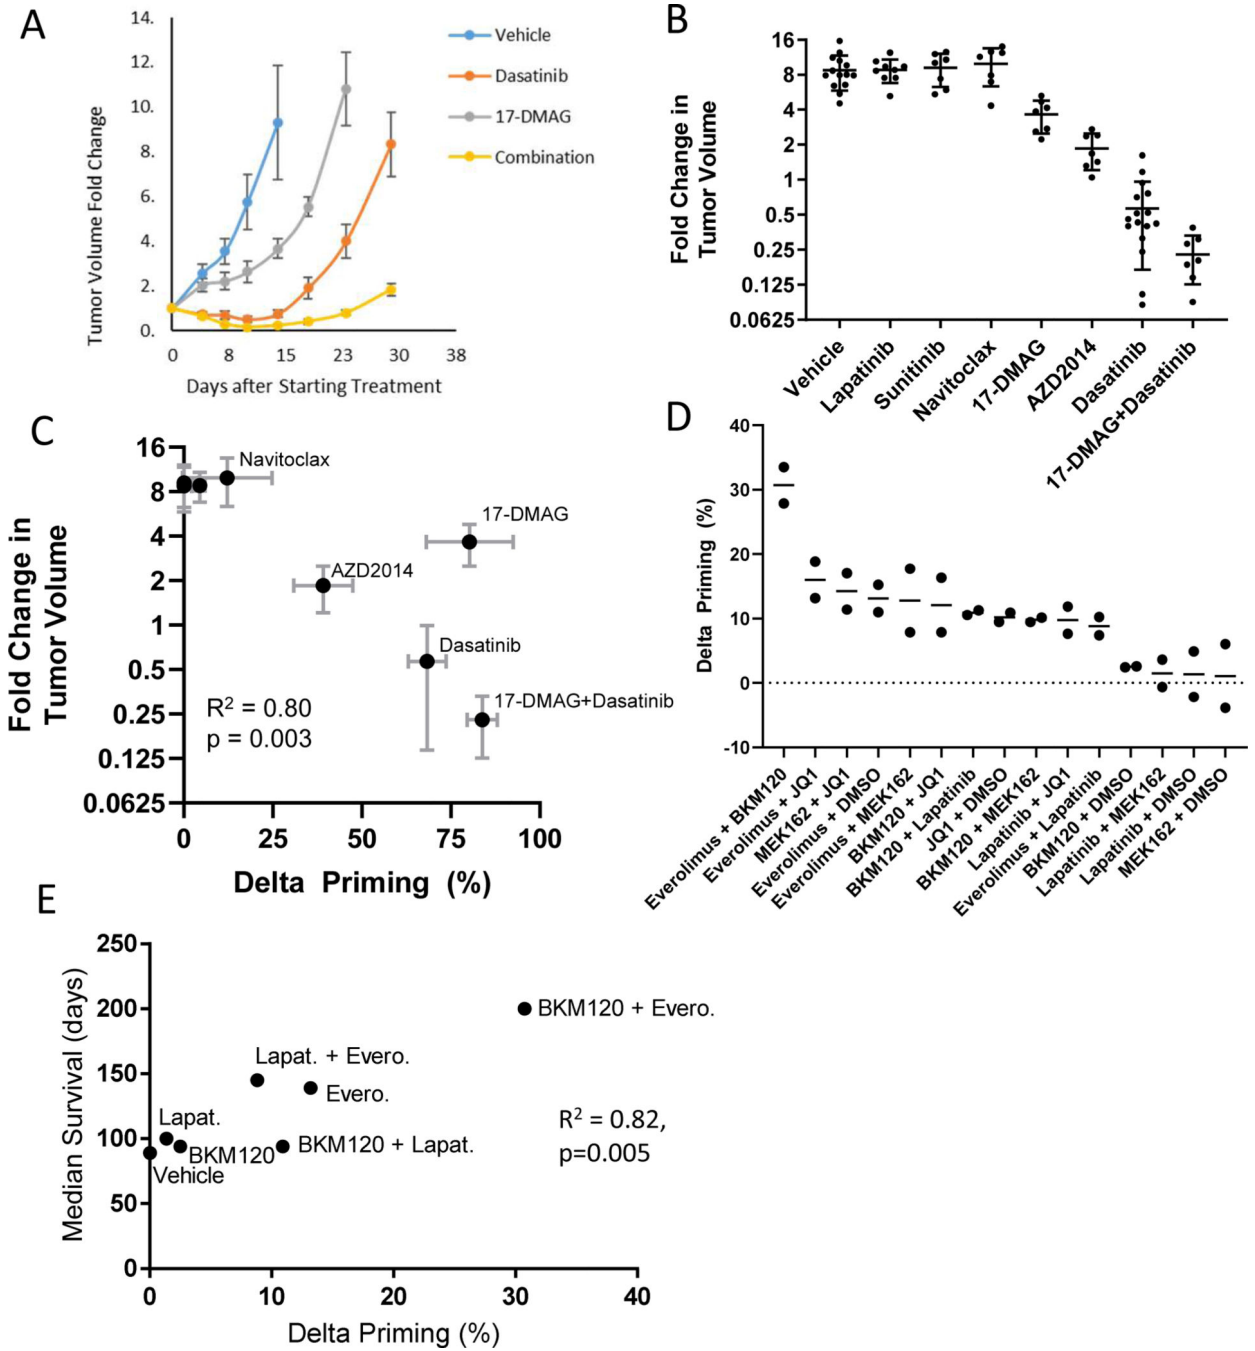 A
Tumor Volume Fold Change
14.
12.
10.
8.
6.
4.
2.
0.
0 8 15 23 30 38
Days after Starting Treatment
Vehicle
Dasatinib
17-DMAG
Combination
B
Fold Change in
Tumor Volume
16
8
4
2
1
0.5
0.25
0.125
0.0625
Vehicle
Lapatinib
Sunitinib
Navitoclax
17-DMAG
AZD2014
Dasatinib
17-DMAG+Dasatinib
C
Fold Change in
Tumor Volume
16
8
4
2
1
0.5
0.25
0.125
0.0625
Navitoclax
17-DMAG
AZD2014
Dasatinib
17-DMAG+Dasatinib
R² = 0.80
p = 0.003
0 25 50 75 100
Delta Priming (%)
D
Delta Priming (%)
40
30
20
10
0
-10
Everolimus + BKM120
Everolimus + JQ1
MEK162 + JQ1
Everolimus + DMSO
Everolimus + MEK162
BKM120 + JQ1
BKM120 + Lapatinib
JQ1 + DMSO
BKM120 + MEK162
Lapatinib + JQ1
Everolimus + Lapatinib
BKM120 + DMSO
Lapatinib + MEK162
Lapatinib + DMSO
MEK162 + DMSO
E
Median Survival (days)
250
200
150
100
50
0
BKM120 + Evero.
Lapat. + Evero.
Evero.
Lapat.
BKM120
BKM120 + Lapat.
Vehicle
R² = 0.82,
p=0.005
0 10 20 30 40
Delta Priming (%)